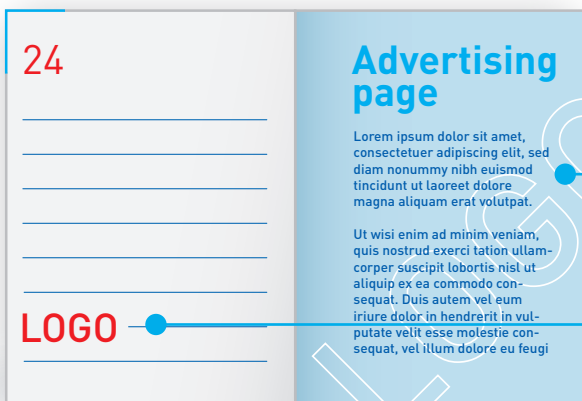 24
LOGO
Advertising
page
Lorem ipsum dolor sit amet,
consectetuer adipiscing elit, sed
diam nonummy nibh euismod
tincidunt ut laoreet dolore
magna aliquam erat volutpat.
Ut wisi enim ad minim veniam,
quis nostrud exerci tation ullam-
corper suscipit lobortis nisl ut
aliquip ex ea commodo con-
sequat. Duis autem vel eum
iriure dolor in hendrerit in vul-
putate velit esse molestie con-
sequat, vel illum dolore eu feugi